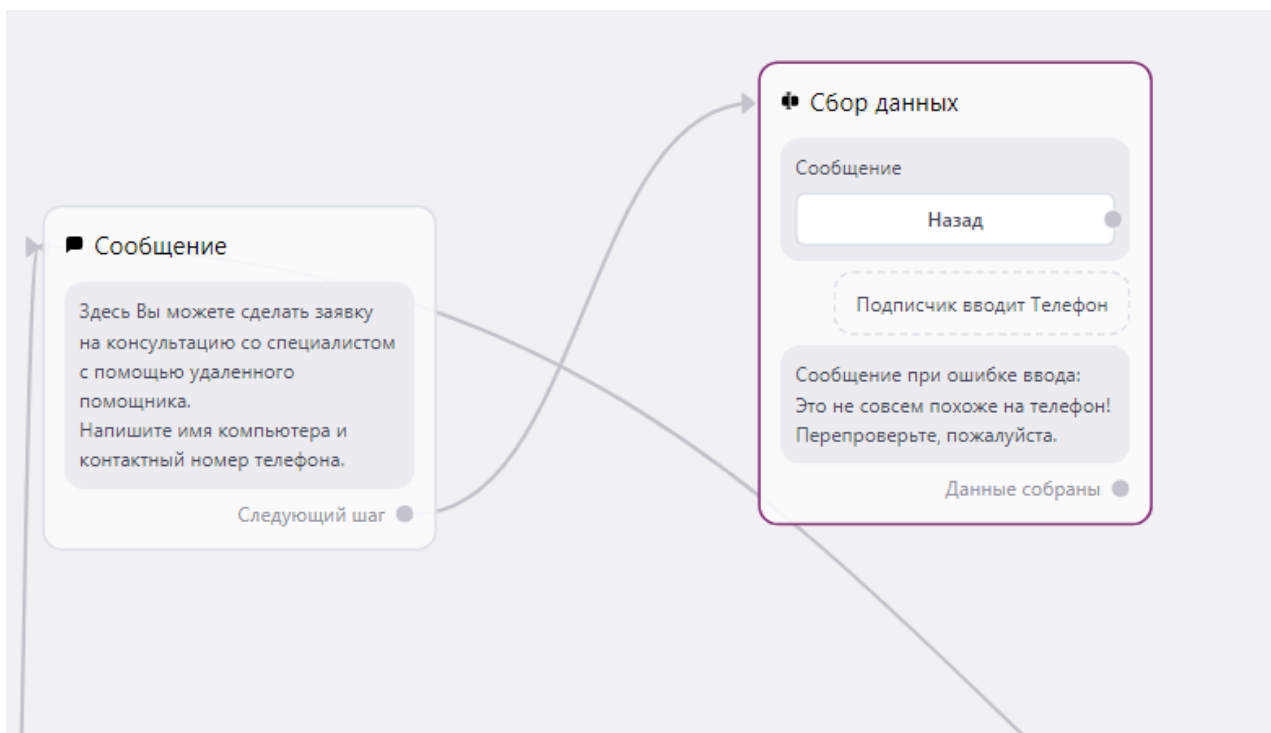 Сообщение
Здесь Вы можете сделать заявку
на консультацию со специалистом
с помощью удаленного
помощника.
Напишите имя компьютера и
контактный номер телефона.
Следующий шаг
Сбор данных
Сообщение
Назад
Подписчик вводит Телефон
Сообщение при ошибке ввода:
Это не совсем похоже на телефон!
Перепроверьте, пожалуйста.
Данные собраны